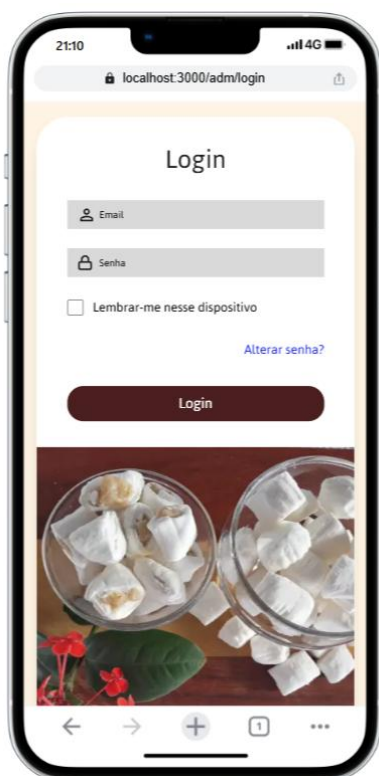 21:10
4G
localhost:3000/adm/login
Login
Email
Senha
Lembrar-me nesse dispositivo
Alterar senha?
Login
1